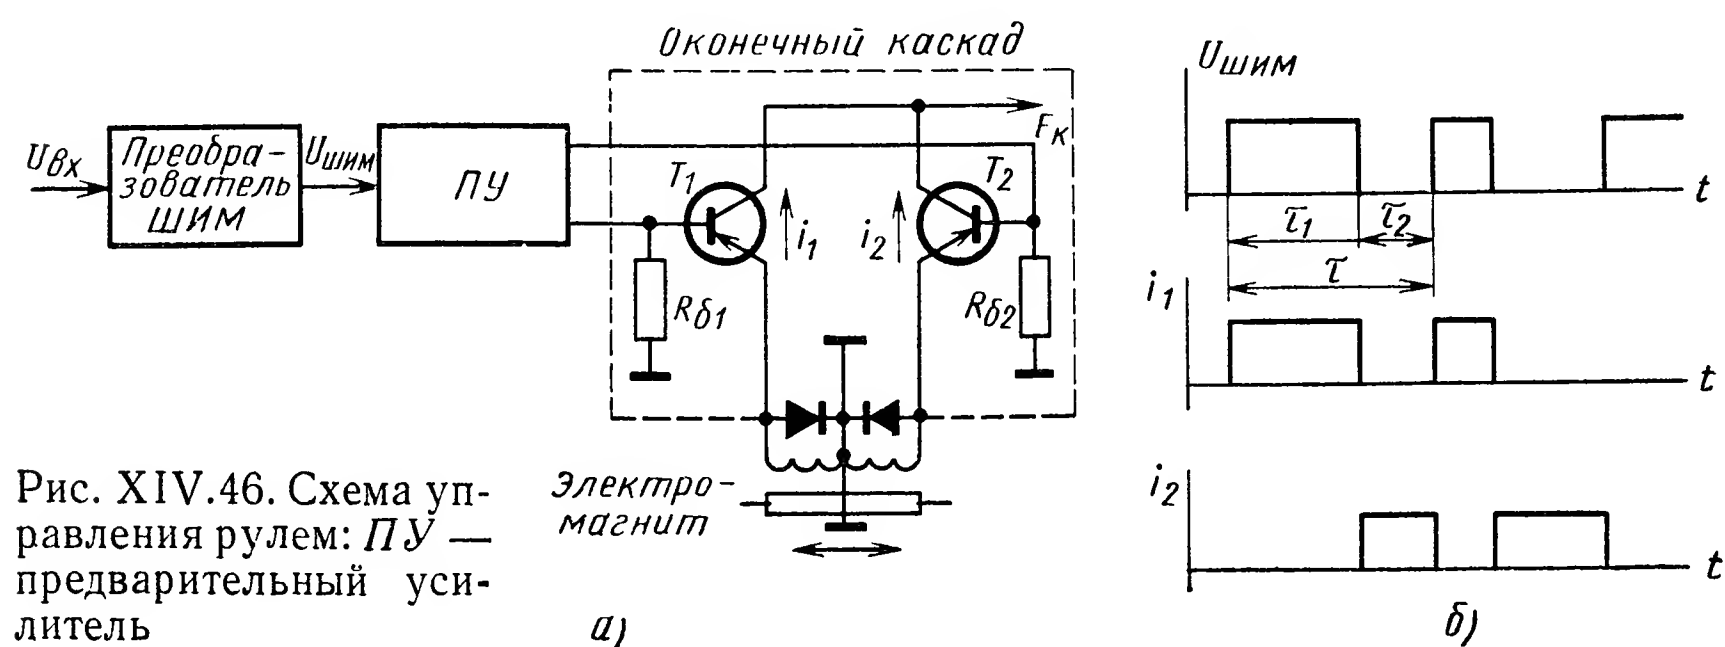 Оконечный каскад
Uвх
Преобра-
зователь
ШИМ
Uшим
ПУ
T1
i1
i2
T2
Eк
Rб1
Rб2
Электро-
магнит
а)
Uшим
t
τ1
τ2
τ
i1
t
i2
t
б)
Рис. XIV.46. Схема уп-
равления рулем: ПУ —
предварительный уси-
литель